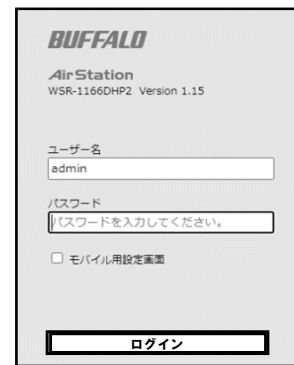 BUFFALO
AirStation
WSR-1166DHP2 Version 1.15
ユーザー名
admin
パスワード
パスワードを入力してください。
モバイル用設定画面
ログイン